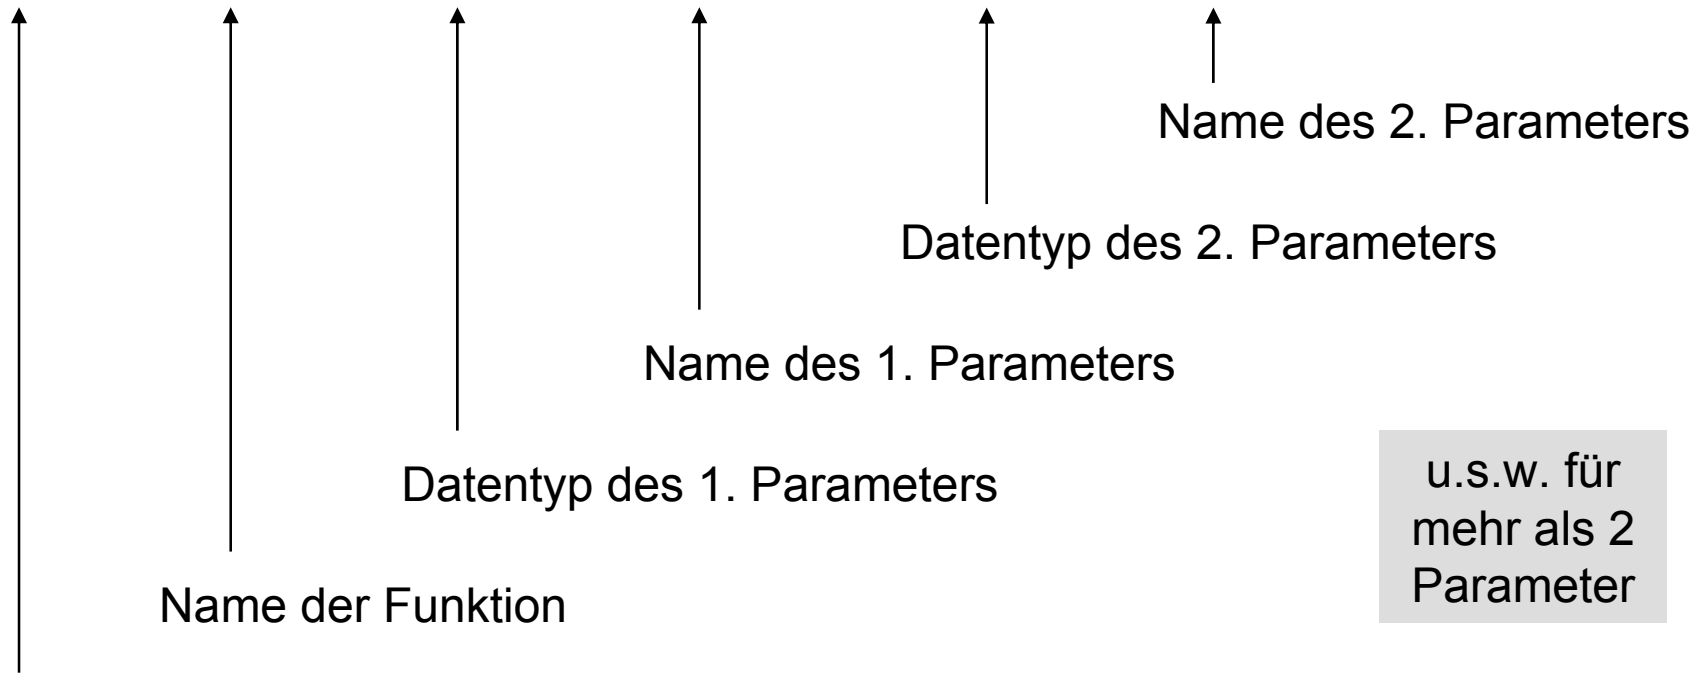 Name des 2. Parameters
Datentyp des 2. Parameters
Name des 1. Parameters
Datentyp des 1. Parameters
u.s.w. für
mehr als 2
Parameter
Name der Funktion